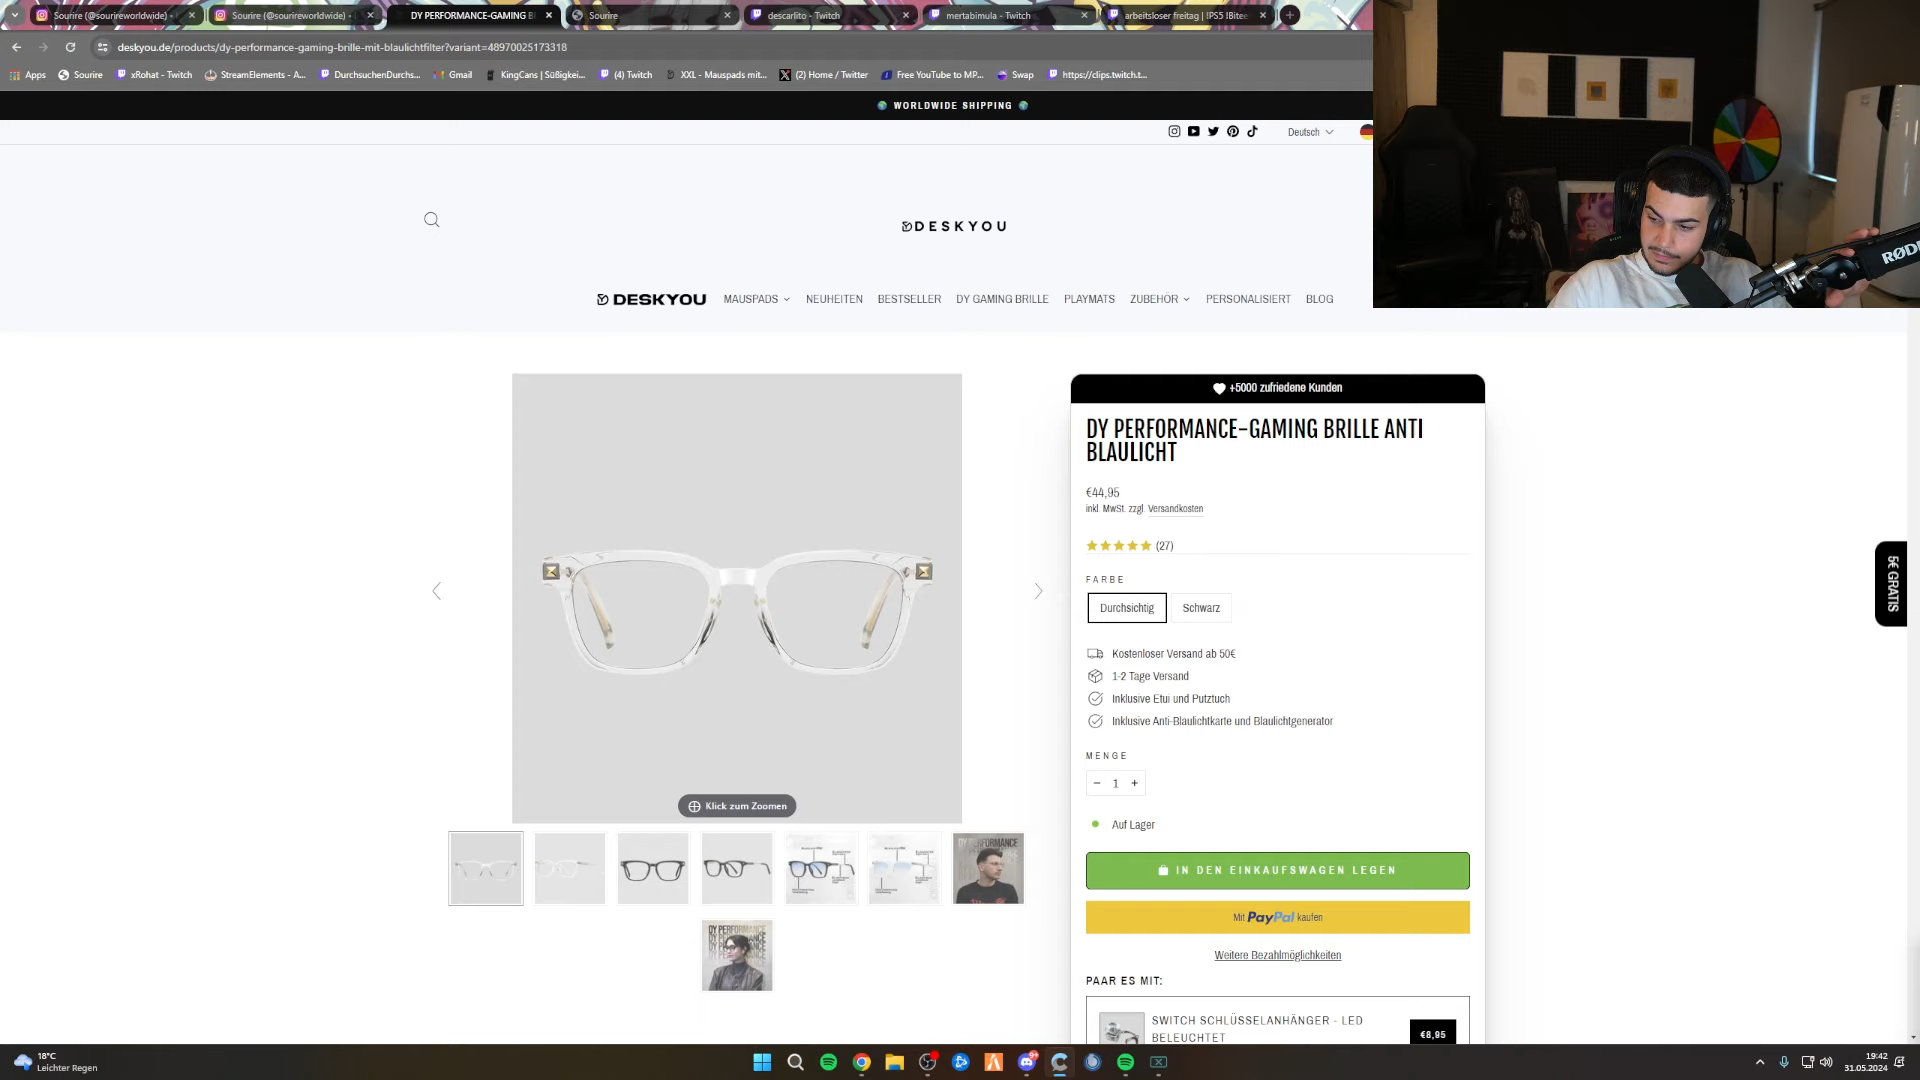 Sourire (@sourireworldwide) •
Sourire (@sourireworldwide) •
DY PERFORMANCE-GAMING B
Sourire
descarlito - Twitch
mertabimula - Twitch
arbeitsloser freitag | !PS5 !Bitee
deskyou.de/products/dy-performance-gaming-brille-mit-blaulichtfilter?variant=48970025173318
Apps
Sourire
xRohat - Twitch
StreamElements - A...
DurchsuchenDurchs...
Gmail
KingCans | Süßigkei...
(4) Twitch
XXL - Mauspads mit...
(2) Home / Twitter
Free YouTube to MP...
Swap
https://clips.twitch.t...
WORLDWIDE SHIPPING
Deutsch
RØDE
DESKYOU
DESKYOU
MAUSPADS
NEUHEITEN
BESTSELLER
DY GAMING BRILLE
PLAYMATS
ZUBEHÖR
PERSONALISIERT
BLOG
+5000 zufriedene Kunden
DY PERFORMANCE-GAMING BRILLE ANTI
BLAULICHT
€44,95
inkl. MwSt. zzgl. Versandkosten
(27)
FARBE
Durchsichtig
Schwarz
Kostenloser Versand ab 50€
1-2 Tage Versand
Inklusive Etui und Putztuch
Inklusive Anti-Blaulichtkarte und Blaulichtgenerator
5€ GRATIS
MENGE
− 1 +
Klick zum Zoomen
Auf Lager
IN DEN EINKAUFSWAGEN LEGEN
Mit PayPal kaufen
Weitere Bezahlmöglichkeiten
DY PERFORMANCE
DY PERFORMANCE
PAAR ES MIT:
SWITCH SCHLÜSSELANHÄNGER - LED
BELEUCHTET
€8,95
18°C
Leichter Regen
19:42
31.05.2024